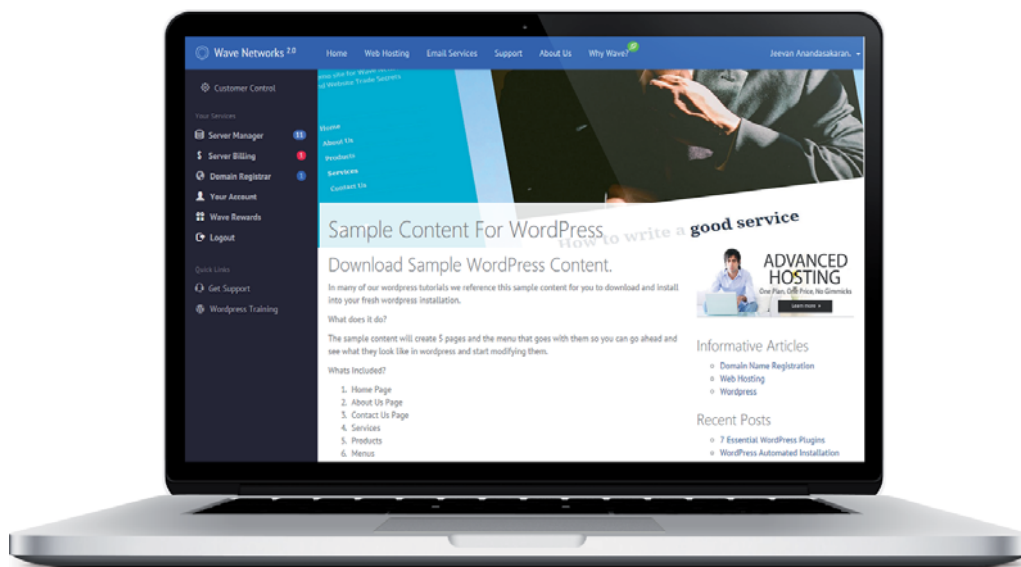 Wave Networks 2.0
Home Web Hosting Email Services Support About Us Why Wave?
Jeevan Anandasakaran.
Customer Control
Your Services
Server Manager 11
Server Billing 1
Domain Registrar 1
Your Account
Wave Rewards
Logout
Quick Links
Get Support
Wordpress Training
site for Wave
Website Trade Secrets
Home
About Us
Products
Services
Contact Us
How to write a good service
Sample Content For WordPress
Download Sample WordPress Content.
In many of our wordpress tutorials we reference this sample content for you to download and install
into your fresh wordpress installation.
What does it do?
The sample content will create 5 pages and the menu that goes with them so you can go ahead and
see what they look like in wordpress and start modifying them.
Whats Included?
1. Home Page
2. About Us Page
3. Contact Us Page
4. Services
5. Products
6. Menus
ADVANCED
HOSTING
One Plan, One Price, No Gimmicks
Learn more
Informative Articles
Domain Name Registration
Web Hosting
Wordpress
Recent Posts
7 Essential WordPress Plugins
WordPress Automated Installation